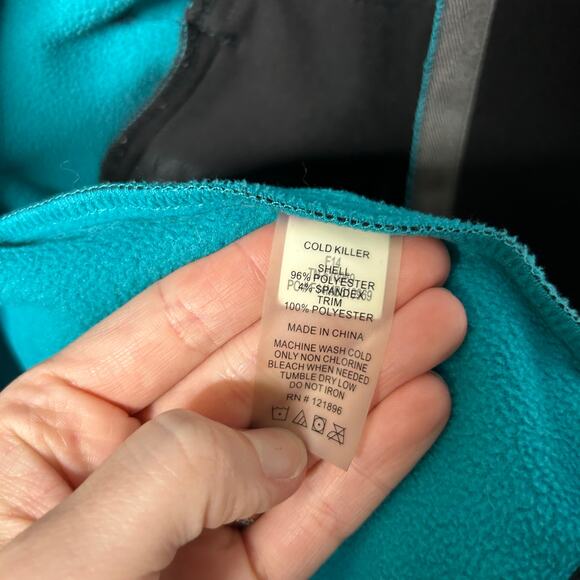 COLD KILLER
F14
SHELL
96% POLYESTER
4% SPANDEX
TRIM
100% POLYESTER
MADE IN CHINA
MACHINE WASH COLD
ONLY NON CHLORINE
BLEACH WHEN NEEDED
TUMBLE DRY LOW
DO NOT IRON
RN # 121896